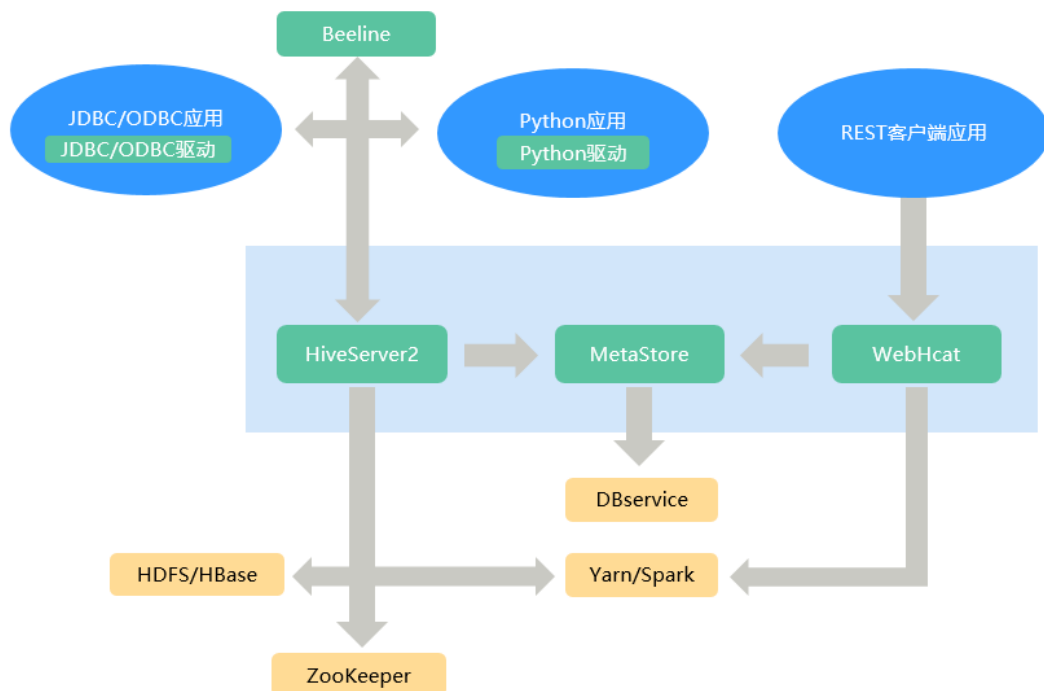 Beeline
JDBC/ODBC应用
JDBC/ODBC驱动
Python应用
Python驱动
REST客户端应用
HiveServer2
MetaStore
WebHcat
DBservice
HDFS/HBase
Yarn/Spark
ZooKeeper